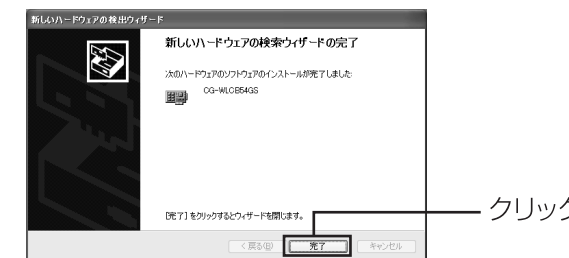 新しいハードウェアの検出ウィザード
新しいハードウェアの検索ウィザードの完了
次のハードウェアのソフトウェアのインストールが完了しました:
CG-WLCB54GS
[完了] をクリックするとウィザードを閉じます。
クリック
< 戻る(B) 完了 キャンセル